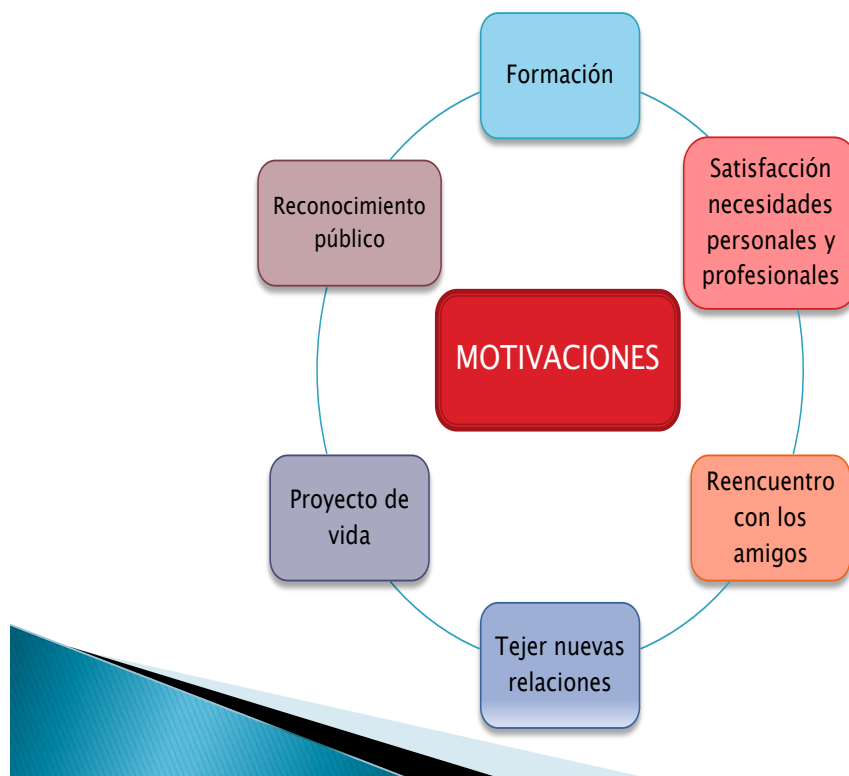 Formación
Satisfacción
necesidades
personales y
profesionales
Reencuentro
con los
amigos
Tejer nuevas
relaciones
Proyecto de
vida
Reconocimiento
público
MOTIVACIONES